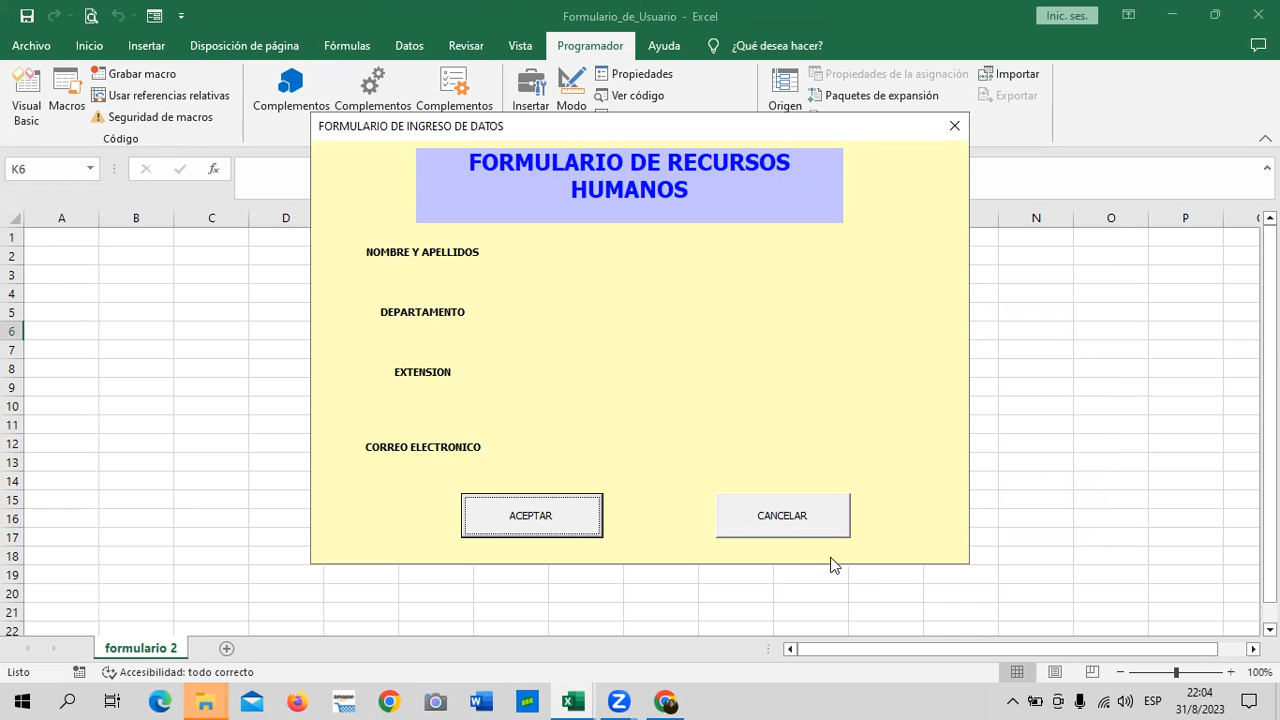 Formulario_de_Usuario - Excel
Inic. ses.
Archivo Inicio Insertar Disposición de página Fórmulas Datos Revisar Vista Programador Ayuda ¿Qué desea hacer?
Visual Basic
Macros
Grabar macro
Usar referencias relativas
Seguridad de macros
Código
Complementos Complementos Complementos
Insertar
Modo
Propiedades
Ver código
Origen
Propiedades de la asignación
Paquetes de expansión
Importar
Exportar
K6
fx
FORMULARIO DE INGRESO DE DATOS
FORMULARIO DE RECURSOS
HUMANOS
NOMBRE Y APELLIDOS
DEPARTAMENTO
EXTENSION
CORREO ELECTRONICO
ACEPTAR
CANCELAR
A B C D N O P
1
2
3
4
5
6
7
8
9
10
11
12
13
14
15
16
17
18
19
20
21
22
formulario 2
Listo
Accesibilidad: todo correcto
100%
amazon
ESP
22:04
31/8/2023